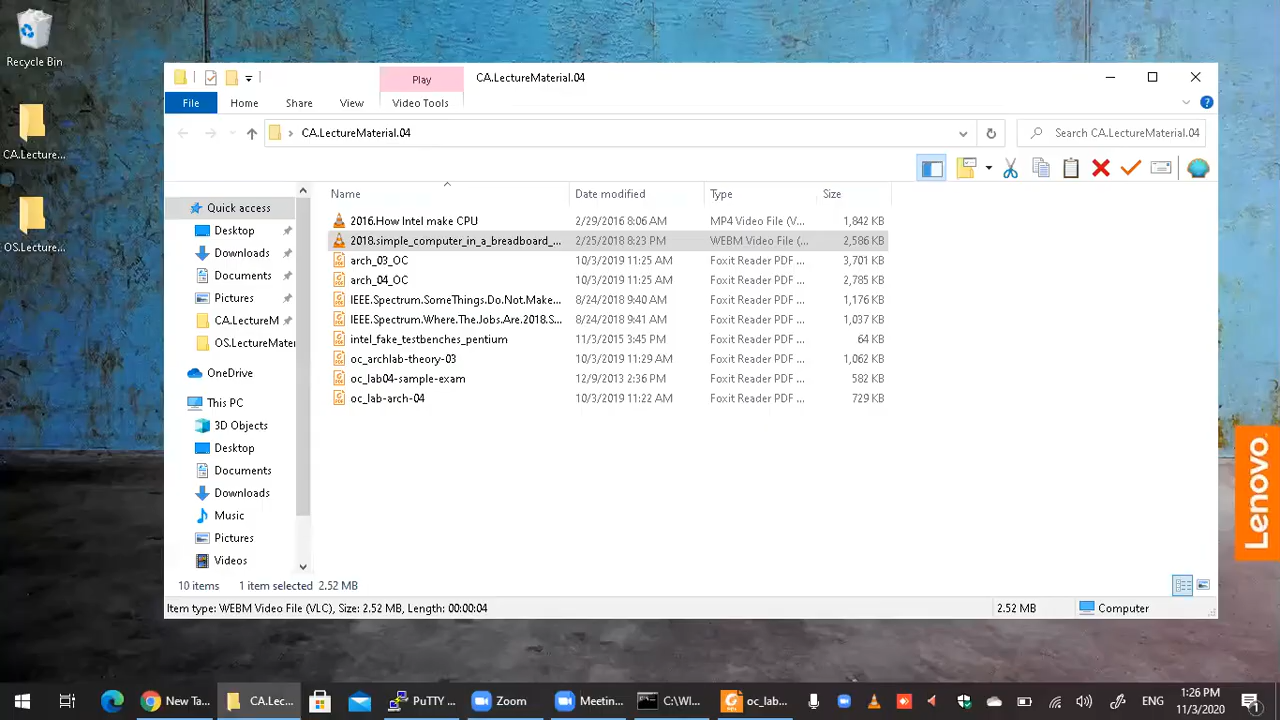 Recycle Bin
CA.Lecture...
OS.Lecture...
Play
CA.LectureMaterial.04
File
Home
Share
View
Video Tools
CA.LectureMaterial.04
Search CA.LectureMaterial.04
Name
Date modified
Type
Size
2016.How Intel make CPU 2/29/2016 8:06 AM MP4 Video File (V... 1,842 KB
2018.simple_computer_in_a_breadboard_... 2/25/2018 8:23 PM WEBM Video File (... 2,586 KB
arch_03_OC 10/3/2019 11:25 AM Foxit Reader PDF ... 3,701 KB
arch_04_OC 10/3/2019 11:25 AM Foxit Reader PDF ... 2,785 KB
IEEE.Spectrum.SomeThings.Do.Not.Make... 8/24/2018 9:40 AM Foxit Reader PDF ... 1,176 KB
IEEE.Spectrum.Where.The.Jobs.Are.2018.S... 8/24/2018 9:41 AM Foxit Reader PDF ... 1,037 KB
intel_fake_testbenches_pentium 11/3/2015 3:45 PM Foxit Reader PDF ... 64 KB
oc_archlab-theory-03 10/3/2019 11:29 AM Foxit Reader PDF ... 1,062 KB
oc_lab04-sample-exam 12/9/2013 2:36 PM Foxit Reader PDF ... 582 KB
oc_lab-arch-04 10/3/2019 11:22 AM Foxit Reader PDF ... 729 KB
Quick access
Desktop
Downloads
Documents
Pictures
CA.LectureM
OS.LectureMater
OneDrive
This PC
3D Objects
Desktop
Documents
Downloads
Music
Pictures
Videos
10 items 1 item selected 2.52 MB
Item type: WEBM Video File (VLC), Size: 2.52 MB, Length: 00:00:04
2.52 MB
Computer
Lenovo
New Ta...
CA.Lec...
PuTTY ...
Zoom
Meetin...
C:\WI...
oc_lab...
ENG
1:26 PM
11/3/2020
1